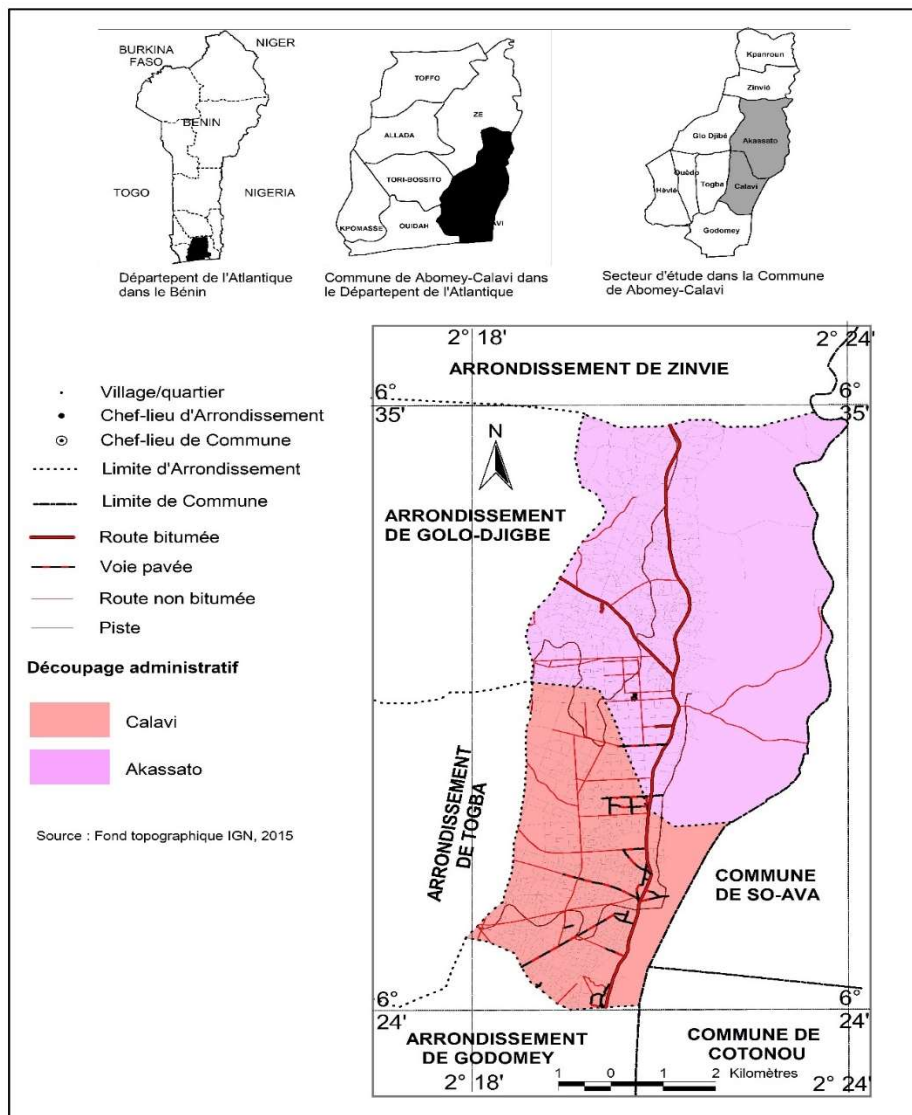 BURKINA
FASO
NIGER
BENIN
TOGO
NIGERIA
Départepent de l'Atlantique
dans le Bénin
TOFFO
ZE
ALLADA
TORI-BOSSITO
KPOMASSE
OUIDAH
AVI
Commune de Abomey-Calavi dans
le Départepent de l'Atlantique
Kpanroun
Zinvié
Glo Djibé
Akassato
Ouèdo
Hêvié
Togba
Calavi
Godomey
Secteur d'étude dans la Commune
de Abomey-Calavi
Village/quartier
Chef-lieu d'Arrondissement
Chef-lieu de Commune
Limite d'Arrondissement
Limite de Commune
Route bitumée
Voie pavée
Route non bitumée
Piste
Découpage administratif
Calavi
Akassato
Source : Fond topographique IGN, 2015
2° 18'
2° 24'
ARRONDISSEMENT DE ZINVIE
6°
35'
6°
35'
N
ARRONDISSEMENT
DE GOLO-DJIGBE
ARRONDISSEMENT
DE TOGBA
COMMUNE
DE SO-AVA
6°
24'
6°
24'
ARRONDISSEMENT
DE GODOMEY
COMMUNE DE
COTONOU
1 0 1 2 Kilomètres
2° 18'
2° 24'